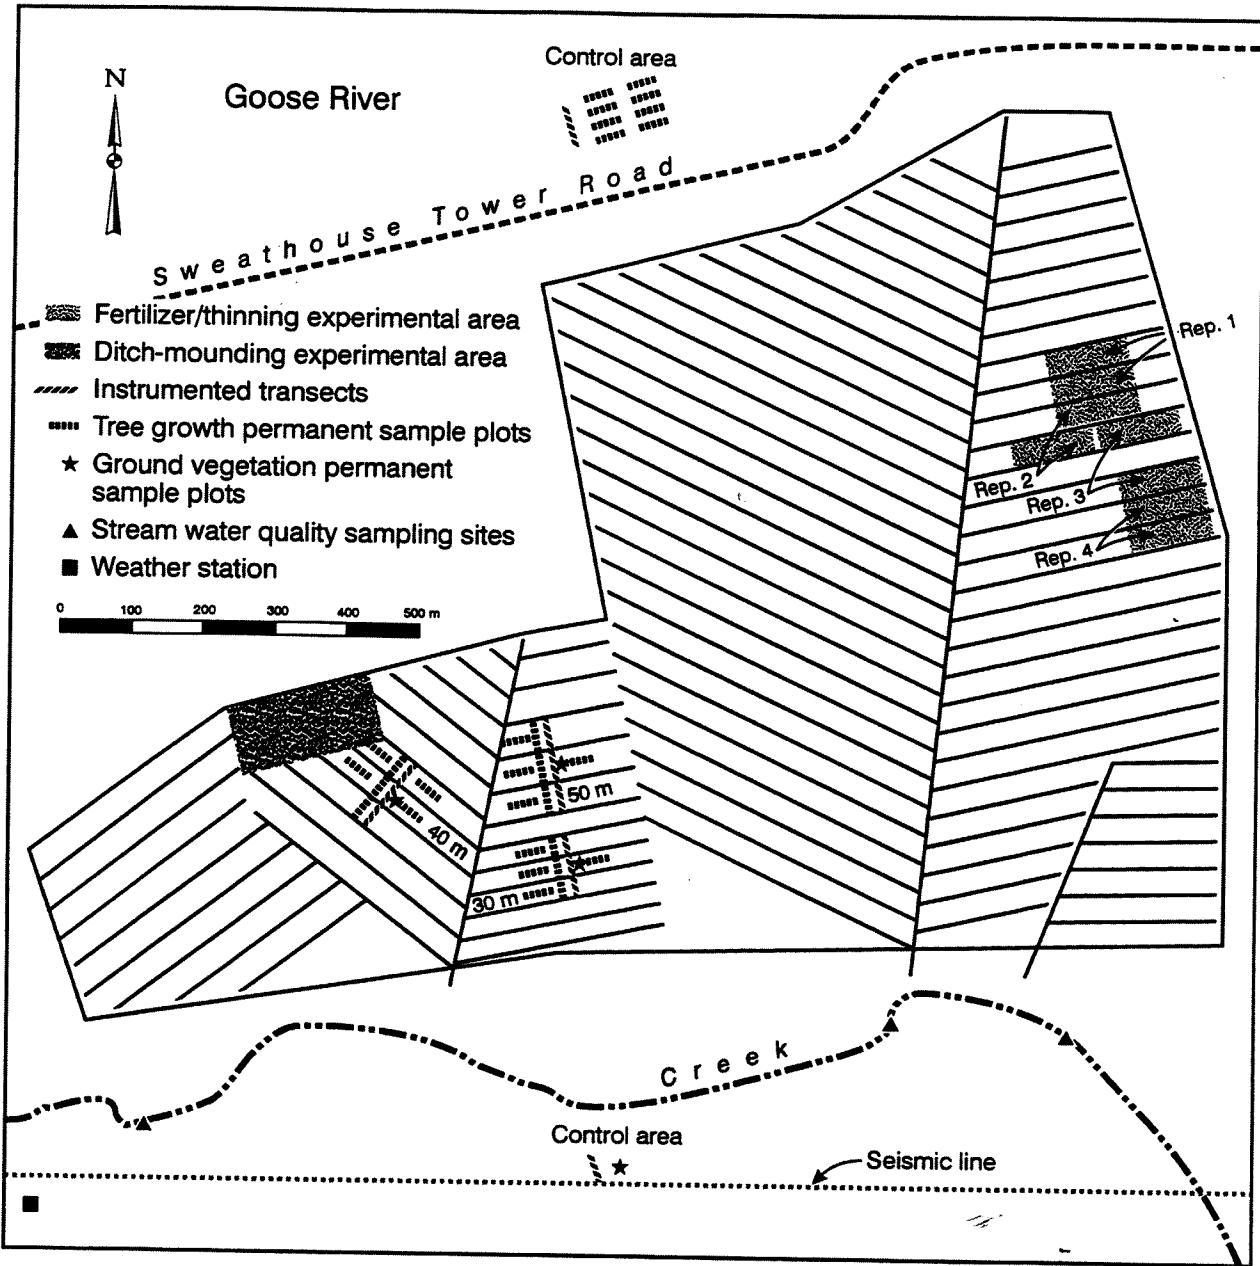 Control area
N
Goose River
Sweathouse Tower Road
Fertilizer/thinning experimental area
Ditch-mounding experimental area
Instrumented transects
Tree growth permanent sample plots
Ground vegetation permanent
sample plots
Stream water quality sampling sites
Weather station
0 100 200 300 400 500 m
Rep. 1
Rep. 2
Rep. 3
Rep. 4
50 m
40 m
30 m
Creek
Control area
Seismic line